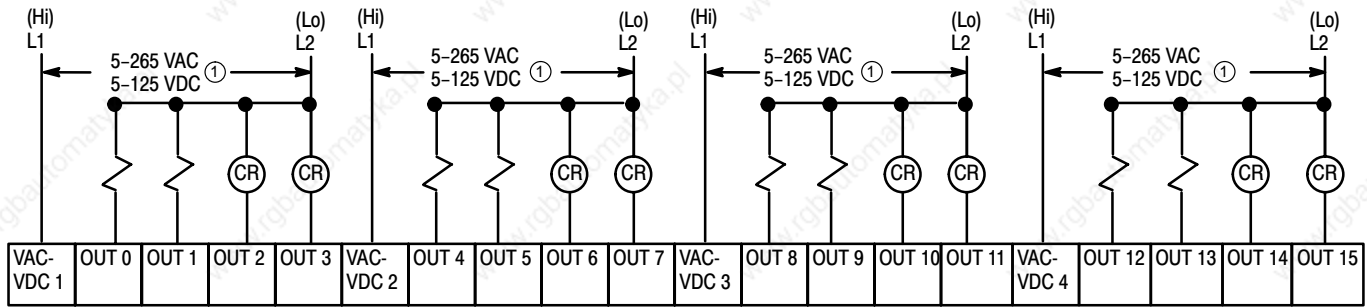 (Hi)
L1
(Lo)
L2
5–265 VAC
5–125 VDC ①
(Hi)
L1
(Lo)
L2
5–265 VAC
5–125 VDC ①
(Hi)
L1
(Lo)
L2
5–265 VAC
5–125 VDC ①
(Hi)
L1
(Lo)
L2
5–265 VAC
5–125 VDC ①
CR CR CR CR CR CR CR CR
VAC-
VDC 1
OUT 0 OUT 1 OUT 2 OUT 3
VAC-
VDC 2
OUT 4 OUT 5 OUT 6 OUT 7
VAC-
VDC 3
OUT 8 OUT 9 OUT 10 OUT 11
VAC-
VDC 4
OUT 12 OUT 13 OUT 14 OUT 15